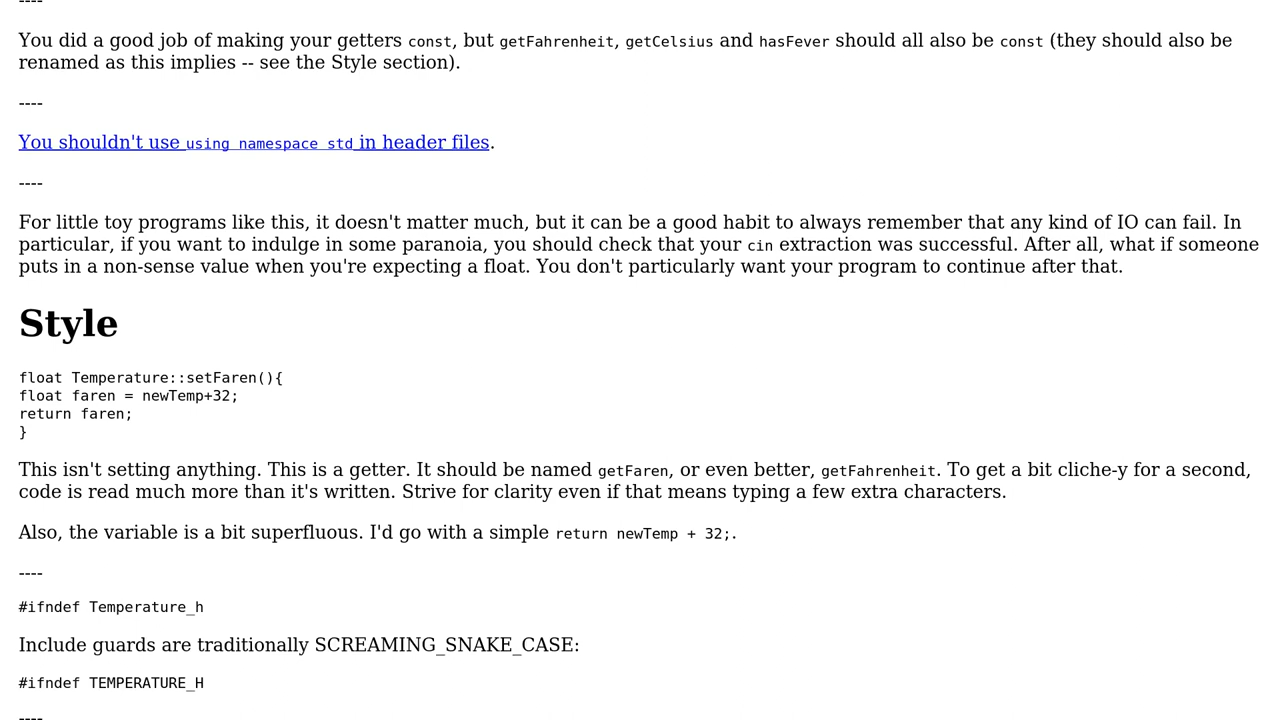 ----
You did a good job of making your getters const, but getFahrenheit, getCelsius and hasFever should all also be const (they should also be
renamed as this implies -- see the Style section).
----
You shouldn't use using namespace std in header files.
----
For little toy programs like this, it doesn't matter much, but it can be a good habit to always remember that any kind of IO can fail. In
particular, if you want to indulge in some paranoia, you should check that your cin extraction was successful. After all, what if someone
puts in a non-sense value when you're expecting a float. You don't particularly want your program to continue after that.
Style
float Temperature::setFaren(){
float faren = newTemp+32;
return faren;
}
This isn't setting anything. This is a getter. It should be named getFaren, or even better, getFahrenheit. To get a bit cliche-y for a second,
code is read much more than it's written. Strive for clarity even if that means typing a few extra characters.
Also, the variable is a bit superfluous. I'd go with a simple return newTemp + 32;.
----
#ifndef Temperature_h
Include guards are traditionally SCREAMING_SNAKE_CASE:
#ifndef TEMPERATURE_H
----